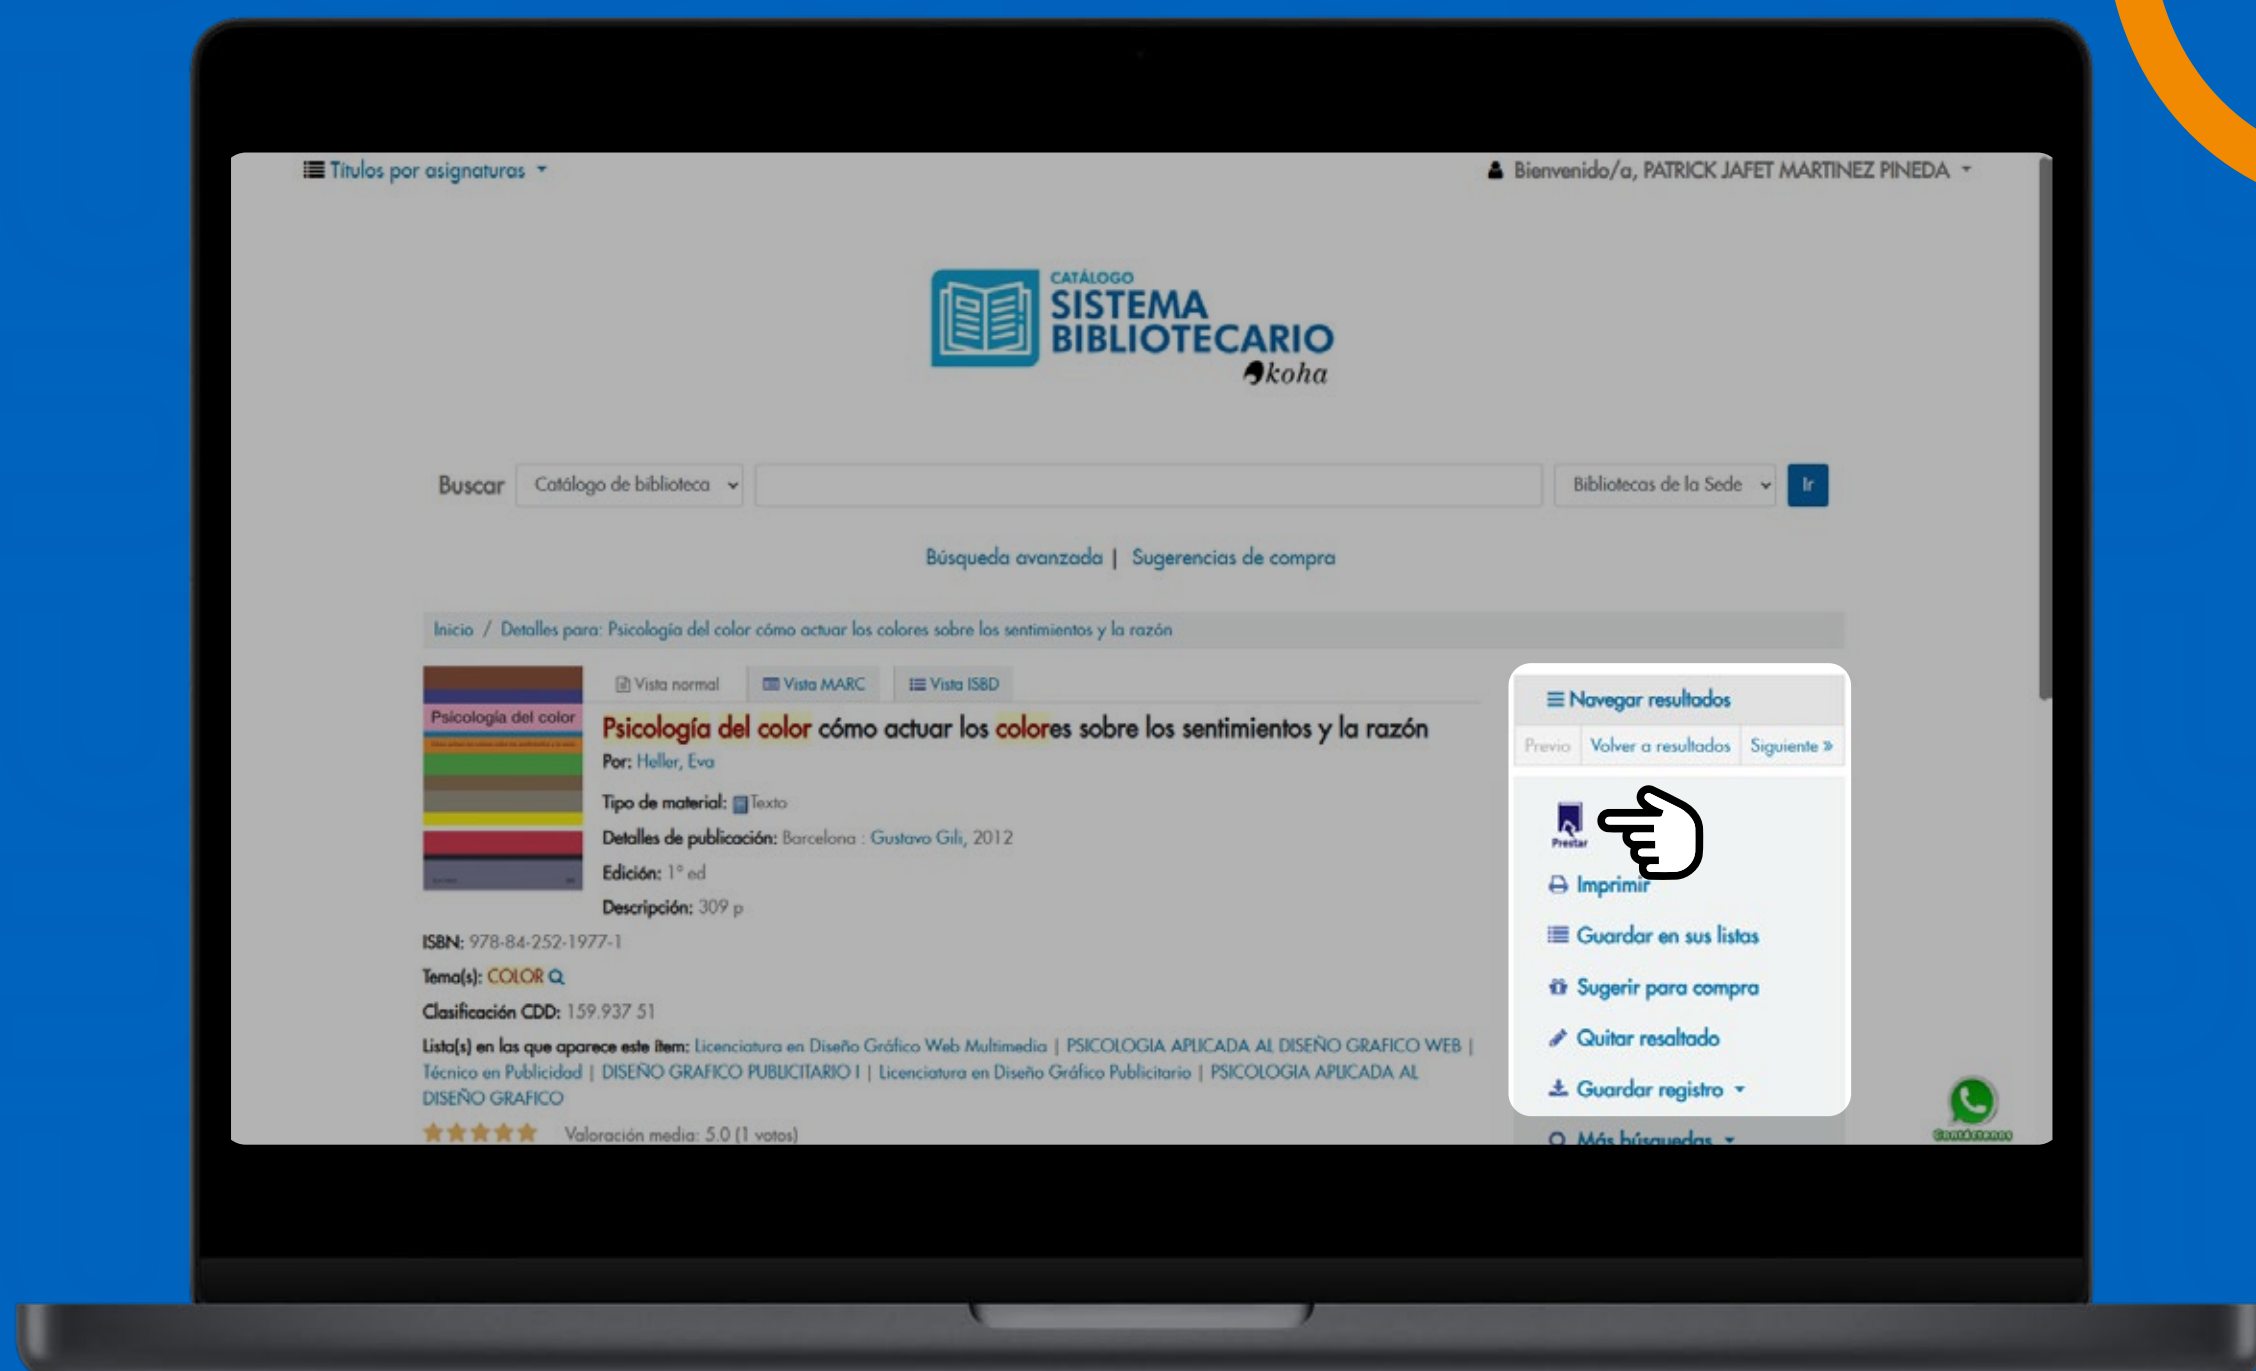 Titulos por asignaturas
Bienvenido/a, PATRICK JAFET MARTINEZ PINEDA
CATÁLOGO
SISTEMA
BIBLIOTECARIO
koha
Buscar Catálogo de biblioteca Bibliotecas de la Sede Ir
Búsqueda avanzada | Sugerencias de compra
Inicio / Detalles para: Psicología del color cómo actuar los colores sobre los sentimientos y la razón
Psicología del color
Vista normal Vista MARC Vista ISBD
Psicología del color cómo actuar los colores sobre los sentimientos y la razón
Por: Heller, Eva
Tipo de material: Texto
Detalles de publicación: Barcelona : Gustavo Gili, 2012
Edición: 1º ed
Descripción: 309 p
ISBN: 978-84-252-1977-1
Tema(s): COLOR
Clasificación CDD: 159.937 51
Lista(s) en las que aparece este ítem: Licenciatura en Diseño Gráfico Web Multimedia | PSICOLOGIA APLICADA AL DISEÑO GRAFICO WEB |
Técnico en Publicidad | DISEÑO GRAFICO PUBLICITARIO I | Licenciatura en Diseño Gráfico Publicitario | PSICOLOGIA APLICADA AL
DISEÑO GRAFICO
Valoración media: 5.0 (1 votos)
Navegar resultados
Previo Volver a resultados Siguiente »
Prestar
Imprimir
Guardar en sus listas
Sugerir para compra
Quitar resaltado
Guardar registro
Más búsquedas
Contáctenos